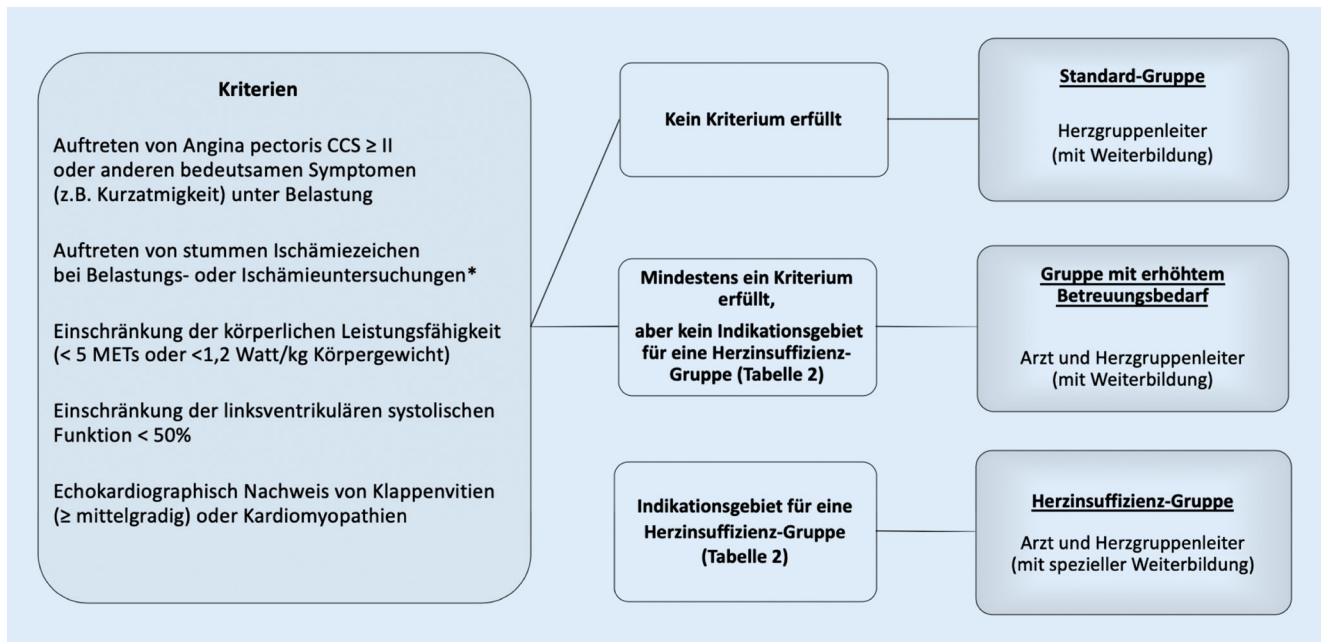 Kriterien
Auftreten von Angina pectoris CCS ≥ II
oder anderen bedeutsamen Symptomen
(z.B. Kurzatmigkeit) unter Belastung
Auftreten von stummen Ischämiezeichen
bei Belastungs- oder Ischämieuntersuchungen*
Einschränkung der körperlichen Leistungsfähigkeit
(< 5 METs oder <1,2 Watt/kg Körpergewicht)
Einschränkung der linksventrikulären systolischen
Funktion < 50%
Echokardiographisch Nachweis von Klappenvitien
(≥ mittelgradig) oder Kardiomyopathien
Kein Kriterium erfüllt
Standard-Gruppe
Herzgruppenleiter
(mit Weiterbildung)
Mindestens ein Kriterium
erfüllt,
aber kein Indikationsgebiet
für eine Herzinsuffizienz-
Gruppe (Tabelle 2)
Gruppe mit erhöhtem
Betreuungsbedarf
Arzt und Herzgruppenleiter
(mit Weiterbildung)
Indikationsgebiet für eine
Herzinsuffizienz-Gruppe
(Tabelle 2)
Herzinsuffizienz-Gruppe
Arzt und Herzgruppenleiter
(mit spezieller Weiterbildung)